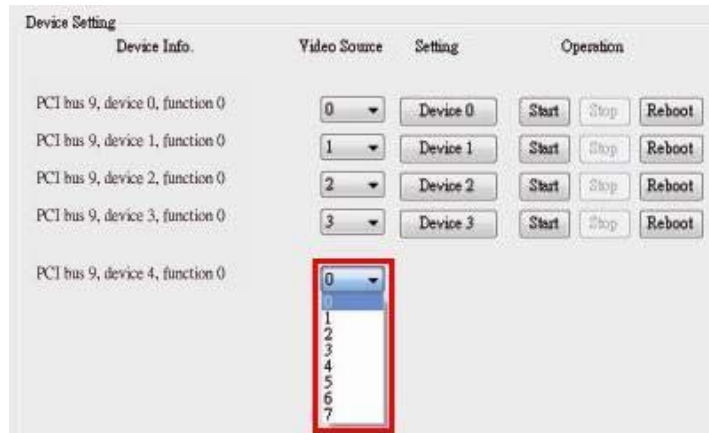 Device Setting
Device Info. Video Source Setting Operation
PCI bus 9, device 0, function 0 0 Device 0 Start Stop Reboot
PCI bus 9, device 1, function 0 1 Device 1 Start Stop Reboot
PCI bus 9, device 2, function 0 2 Device 2 Start Stop Reboot
PCI bus 9, device 3, function 0 3 Device 3 Start Stop Reboot
PCI bus 9, device 4, function 0 0
0
1
2
3
4
5
6
7